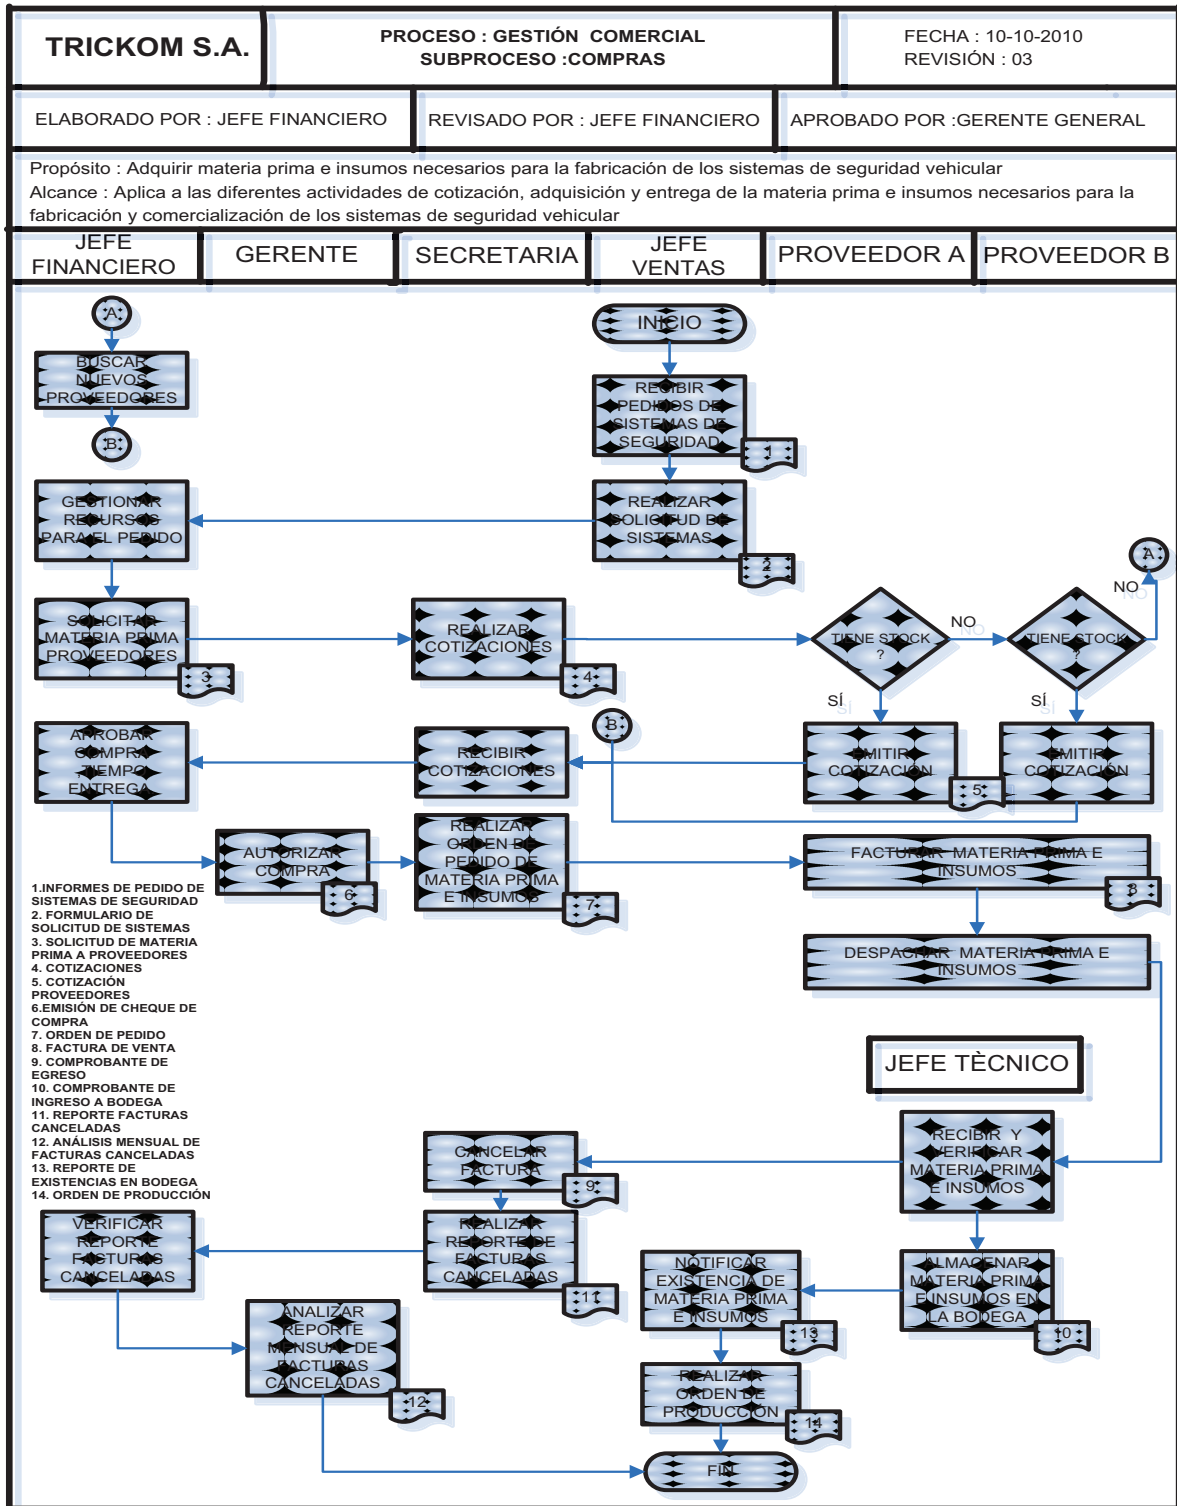 TRICKOM S.A.
PROCESO : GESTIÓN COMERCIAL
SUBPROCESO :COMPRAS
FECHA : 10-10-2010
REVISIÓN : 03
ELABORADO POR : JEFE FINANCIERO
REVISADO POR : JEFE FINANCIERO
APROBADO POR :GERENTE GENERAL
Propósito : Adquirir materia prima e insumos necesarios para la fabricación de los sistemas de seguridad vehicular
Alcance : Aplica a las diferentes actividades de cotización, adquisición y entrega de la materia prima e insumos necesarios para la
fabricación y comercialización de los sistemas de seguridad vehicular
JEFE
FINANCIERO
GERENTE
SECRETARIA
JEFE
VENTAS
PROVEEDOR A
PROVEEDOR B
A
INICIO
BUSCAR
NUEVOS
PROVEEDORES
B
RECIBIR
PEDIDOS DE
SISTEMAS DE
SEGURIDAD
1
GESTIONAR
RECURSOS
PARA EL PEDIDO
REALIZAR
SOLICITUD DE
SISTEMAS
2
A
NO
SOLICITAR
MATERIA PRIMA
PROVEEDORES
3
REALIZAR
COTIZACIONES
4
TIENE STOCK
?
NO
TIENE STOCK
?
SÍ
SÍ
APROBAR
COMPRA
,TIEMPO
ENTREGA
RECIBIR
COTIZACIONES
B
EMITIR
COTIZACIÓN
5
EMITIR
COTIZACIÓN
AUTORIZAR
COMPRA
6
REALIZAR
ORDEN DE
PEDIDO DE
MATERIA PRIMA
E INSUMOS
7
FACTURAR MATERIA PRIMA E
INSUMOS
8
DESPACHAR MATERIA PRIMA E
INSUMOS
1.INFORMES DE PEDIDO DE
SISTEMAS DE SEGURIDAD
2. FORMULARIO DE
SOLICITUD DE SISTEMAS
3. SOLICITUD DE MATERIA
PRIMA A PROVEEDORES
4. COTIZACIONES
5. COTIZACIÓN
PROVEEDORES
6.EMISIÓN DE CHEQUE DE
COMPRA
7. ORDEN DE PEDIDO
8. FACTURA DE VENTA
9. COMPROBANTE DE
EGRESO
10. COMPROBANTE DE
INGRESO A BODEGA
11. REPORTE FACTURAS
CANCELADAS
12. ANÁLISIS MENSUAL DE
FACTURAS CANCELADAS
13. REPORTE DE
EXISTENCIAS EN BODEGA
14. ORDEN DE PRODUCCIÓN
JEFE TÈCNICO
CANCELAR
FACTURA
9
RECIBIR Y
VERIFICAR
MATERIA PRIMA
E INSUMOS
VERIFICAR
REPORTE
FACTURAS
CANCELADAS
REALIZAR
REPORTE DE
FACTURAS
CANCELADAS
11
NOTIFICAR
EXISTENCIA DE
MATERIA PRIMA
E INSUMOS
13
ALMACENAR
MATERIA PRIMA
E INSUMOS EN
LA BODEGA
10
ANALIZAR
REPORTE
MENSUAL DE
FACTURAS
CANCELADAS
12
REALIZAR
ORDEN DE
PRODUCCIÓN
14
FIN